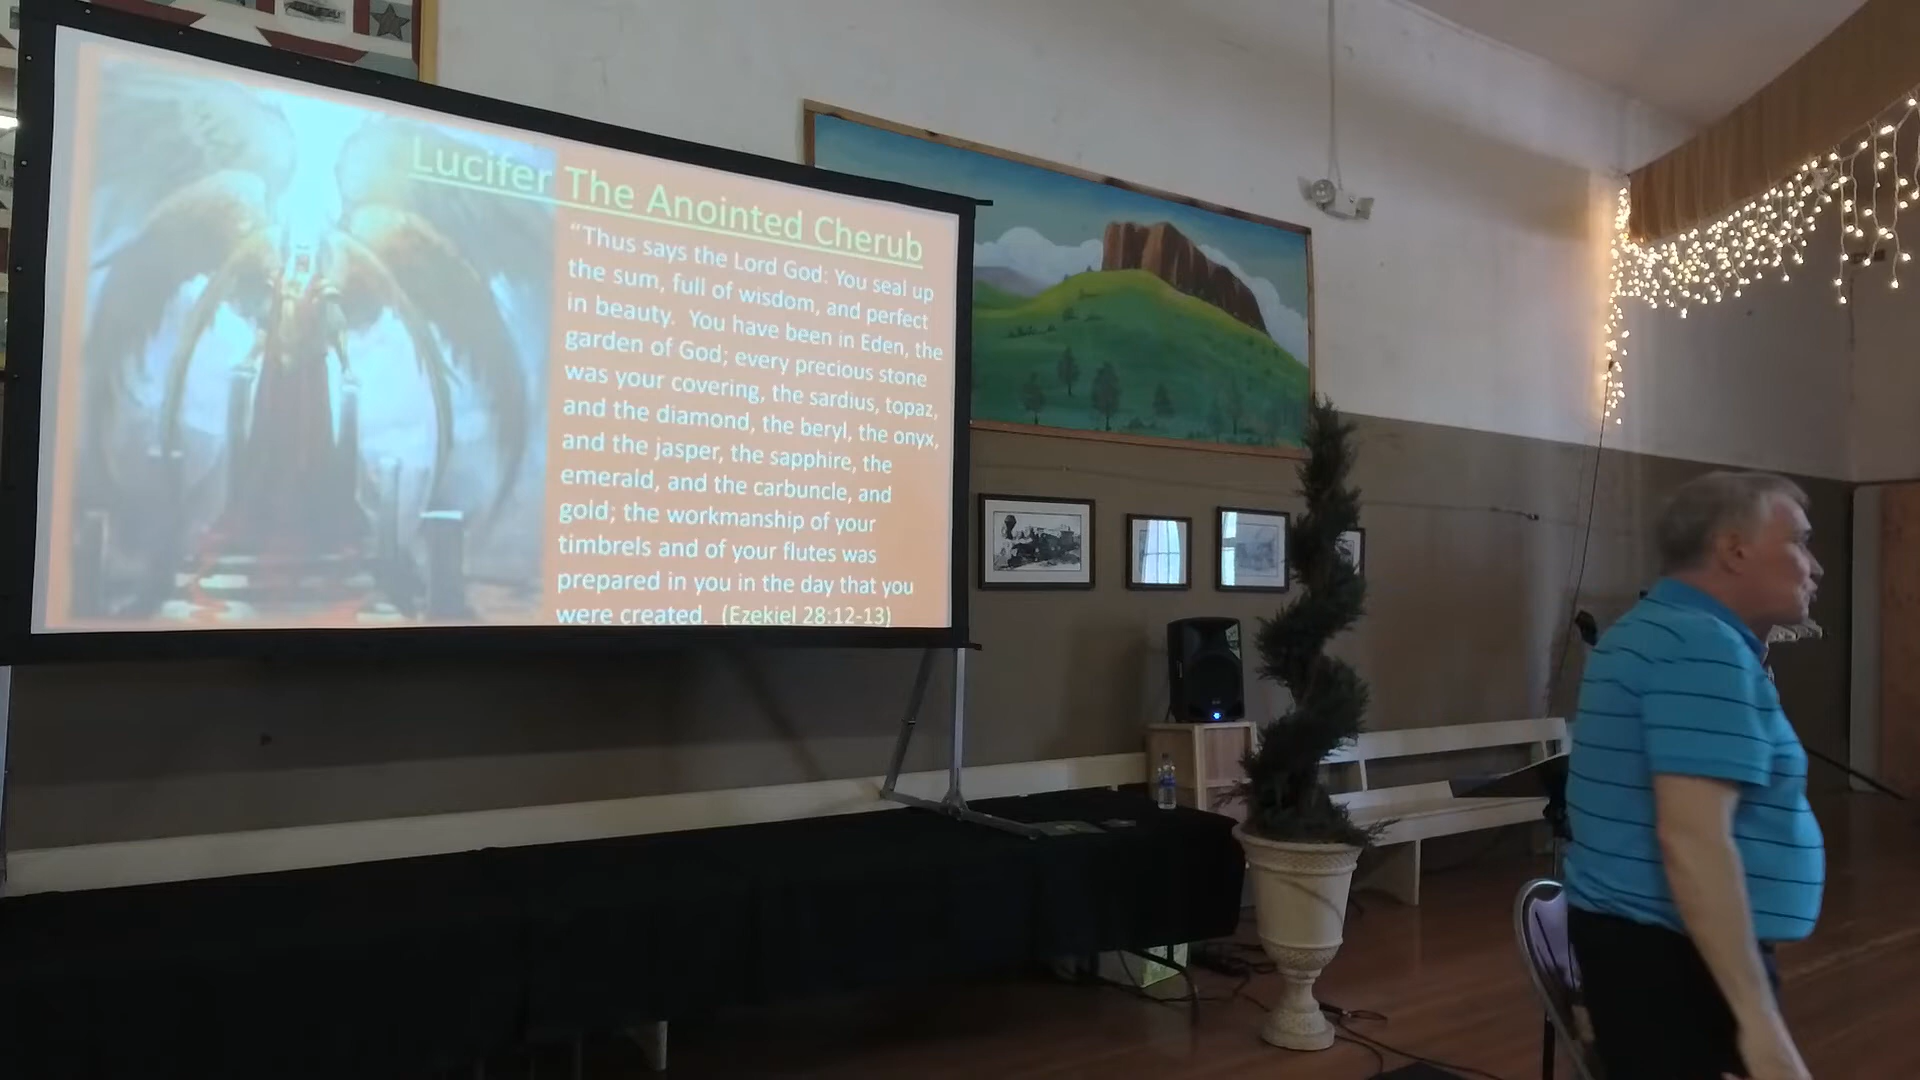 Lucifer The Anointed Cherub
“Thus says the Lord God: You seal up
the sum, full of wisdom, and perfect
in beauty. You have been in Eden, the
garden of God; every precious stone
was your covering, the sardius, topaz,
and the diamond, the beryl, the onyx,
and the jasper, the sapphire, the
emerald, and the carbuncle, and
gold; the workmanship of your
timbrels and of your flutes was
prepared in you in the day that you
were created. (Ezekiel 28:12-13)